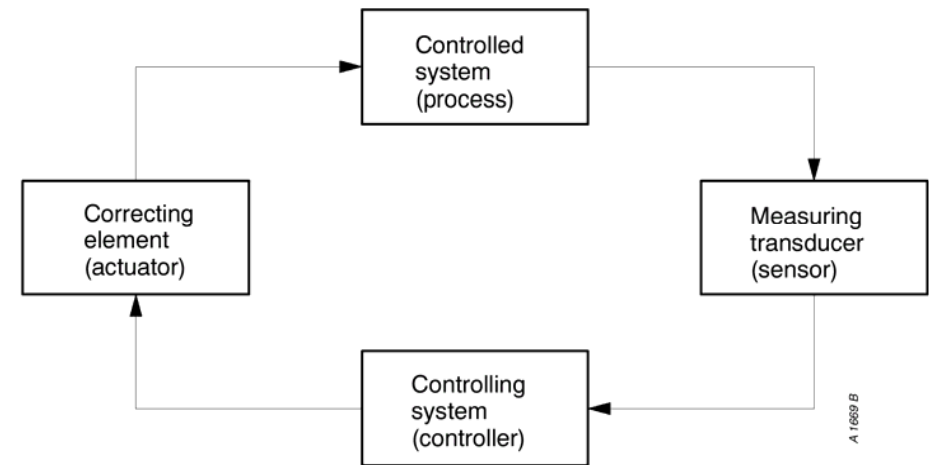 Controlled
system
(process)
Correcting
element
(actuator)
Measuring
transducer
(sensor)
Controlling
system
(controller)
A 1669 B